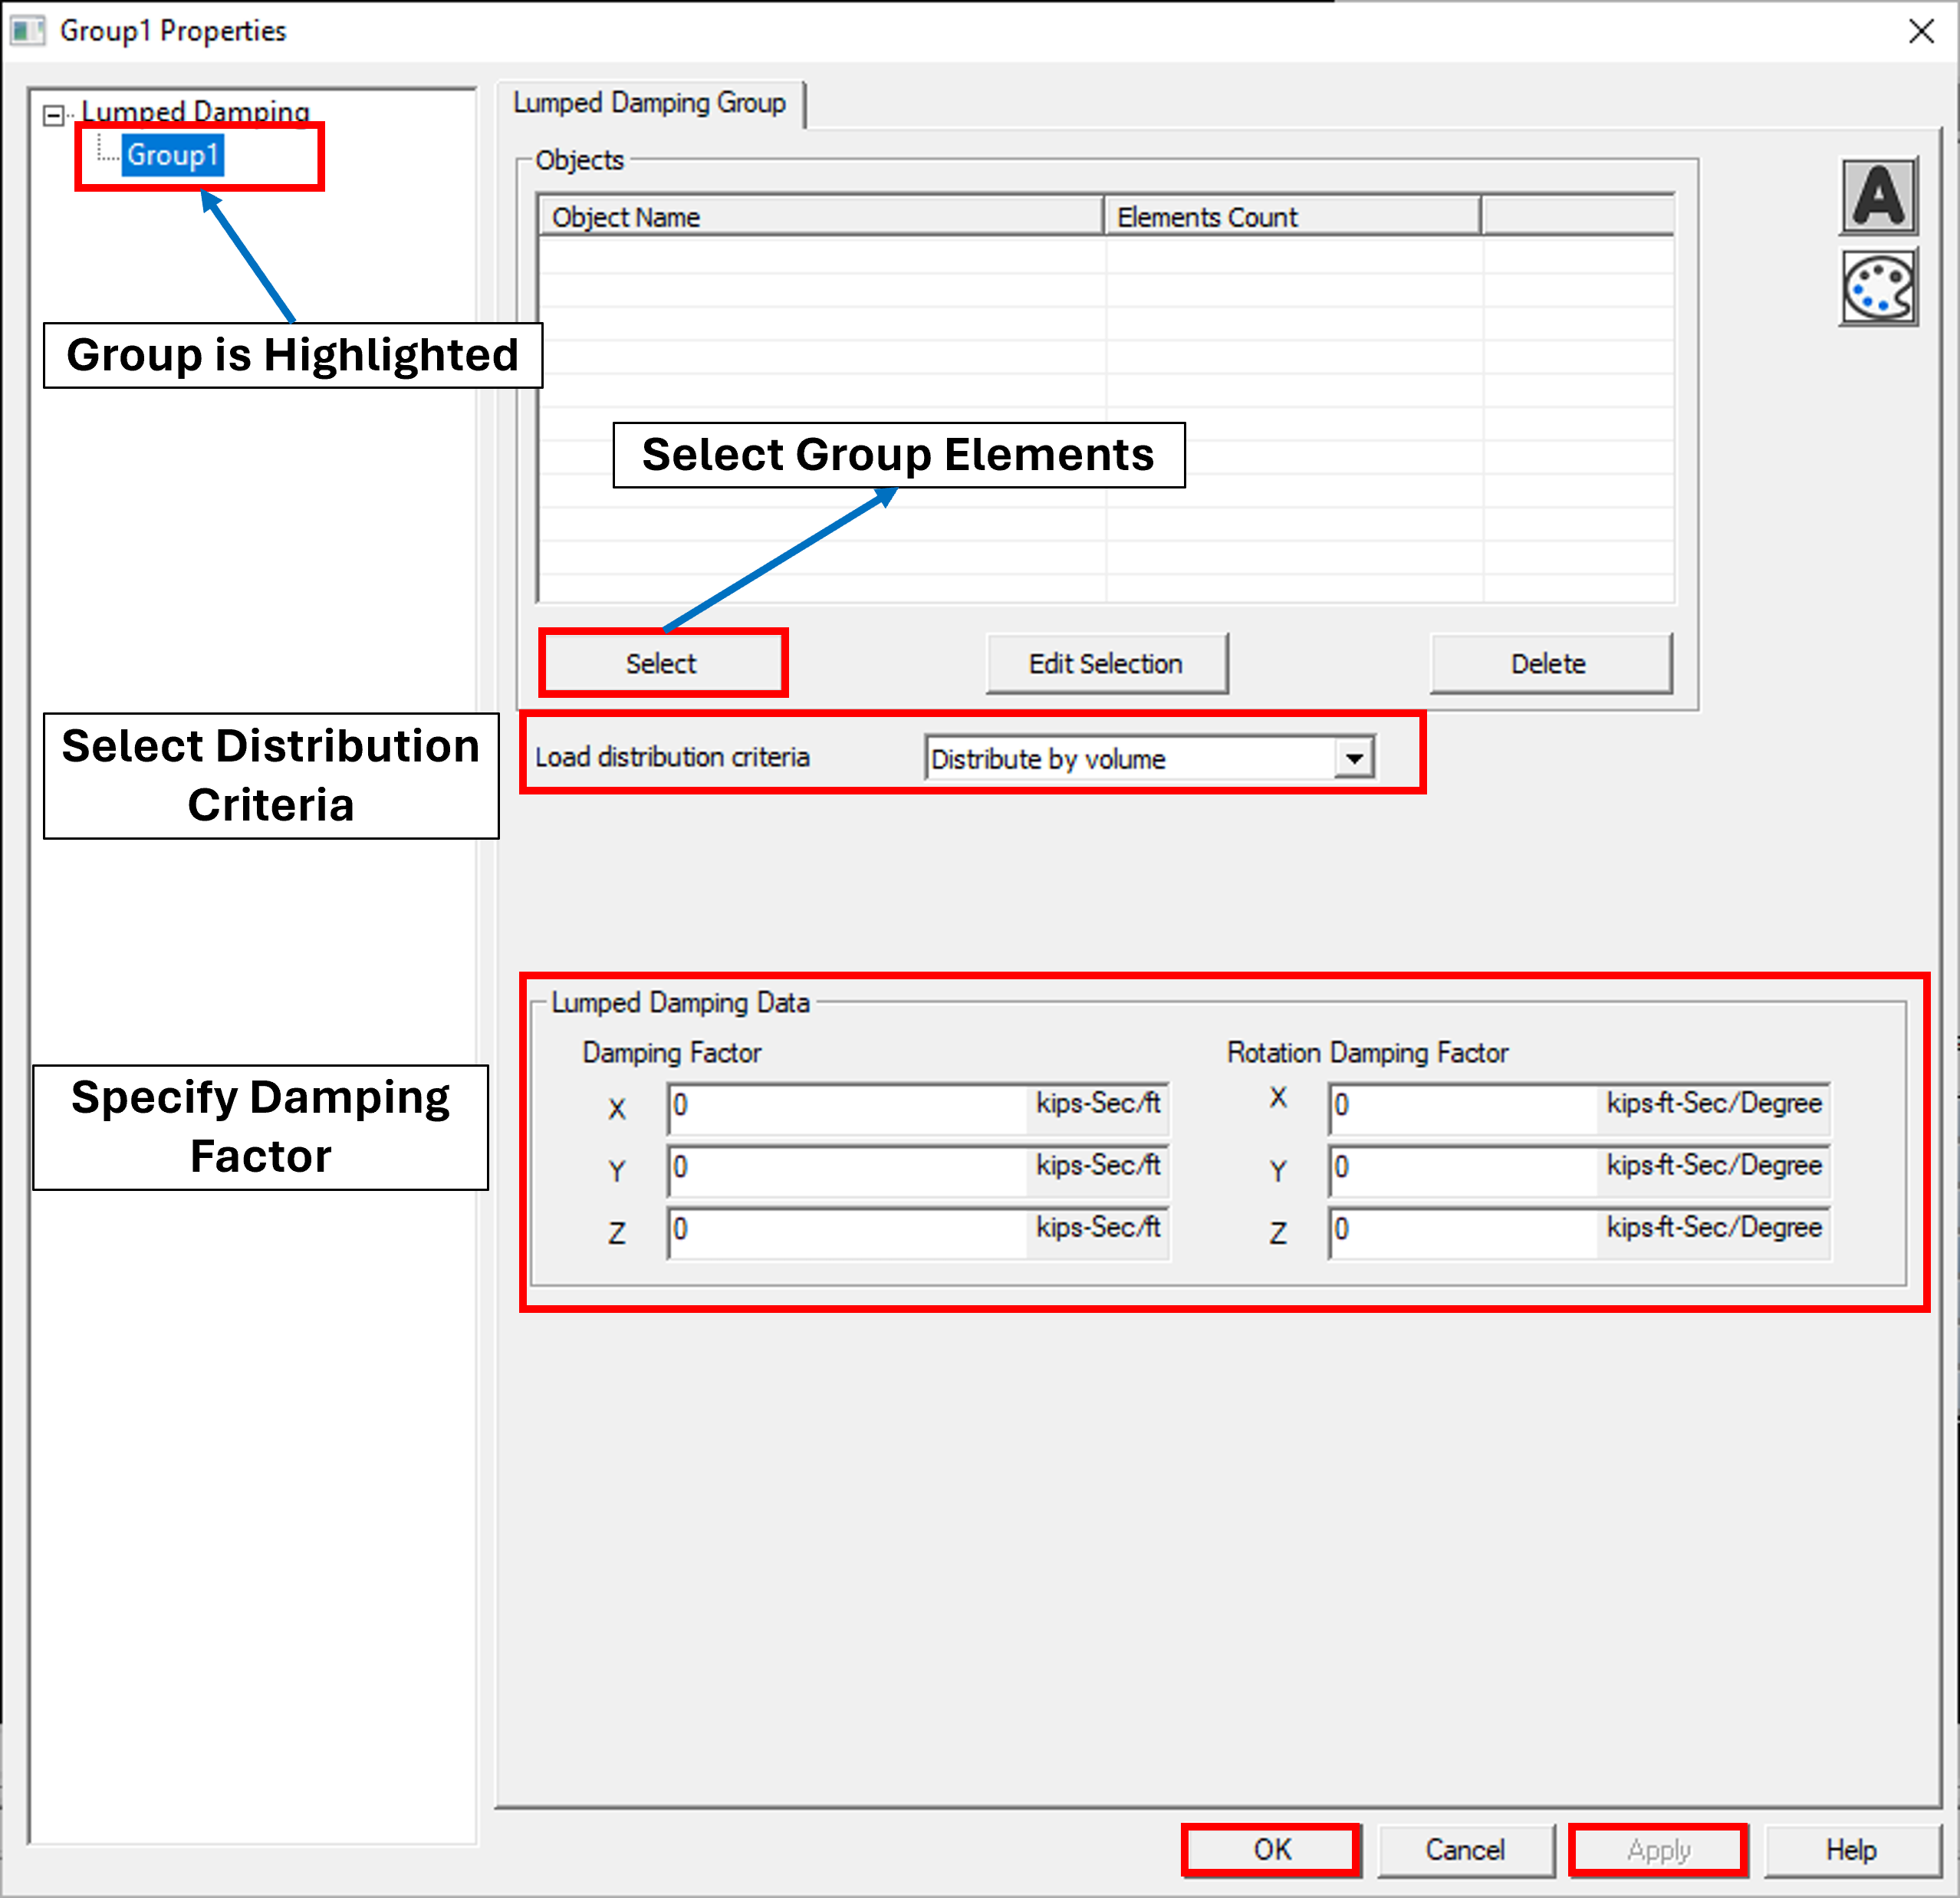 Group1 Properties
Lumped Damping
Group1
Group is Highlighted
Select Distribution
Criteria
Specify Damping
Factor
Lumped Damping Group
Objects
Object Name Elements Count
Select Group Elements
Select Edit Selection Delete
Load distribution criteria Distribute by volume
Lumped Damping Data
Damping Factor Rotation Damping Factor
X 0 kips-Sec/ft X 0 kips-ft-Sec/Degree
Y 0 kips-Sec/ft Y 0 kips-ft-Sec/Degree
Z 0 kips-Sec/ft Z 0 kips-ft-Sec/Degree
A
OK Cancel Apply Help